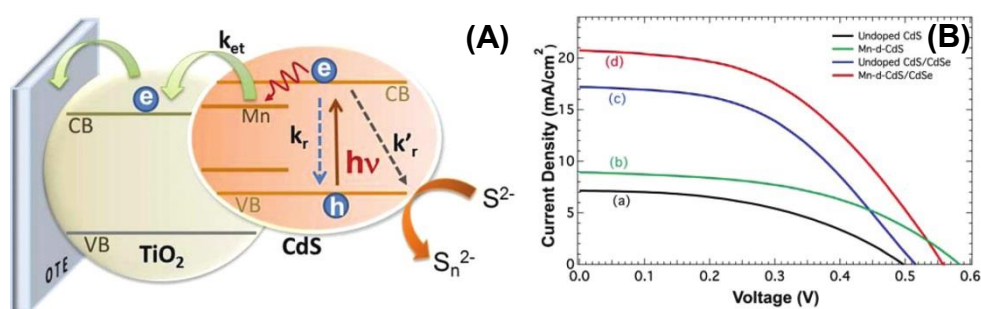 (A)
k_et
e
e
CB
Mn
CB
k_r
k'_r
hν
VB
h
VB
TiO₂
CdS
OTE
S²⁻
Sₙ²⁻
(B)
Undoped CdS
Mn-d-CdS
Undoped CdS/CdSe
Mn-d-CdS/CdSe
(d)
(c)
(b)
(a)
Current Density (mA/cm²)
20
15
10
5
0
0.0 0.1 0.2 0.3 0.4 0.5 0.6
Voltage (V)